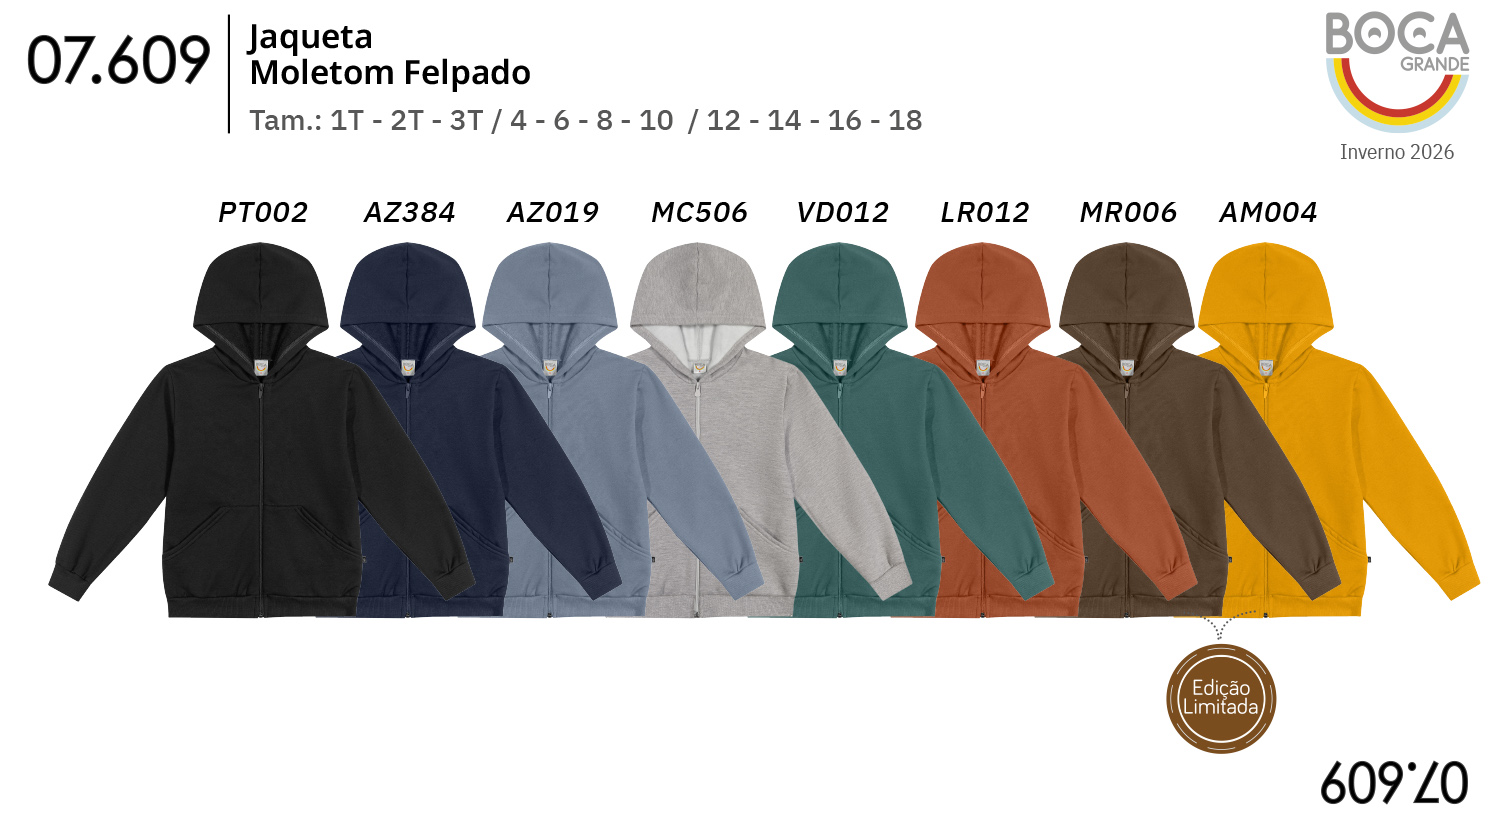 07.609
Jaqueta
Moletom Felpado
Tam.: 1T - 2T - 3T / 4 - 6 - 8 - 10 / 12 - 14 - 16 - 18
BOCA
GRANDE
Inverno 2026
PT002 AZ384 AZ019 MC506 VD012 LR012 MR006 AM004
Edição
Limitada
07.609